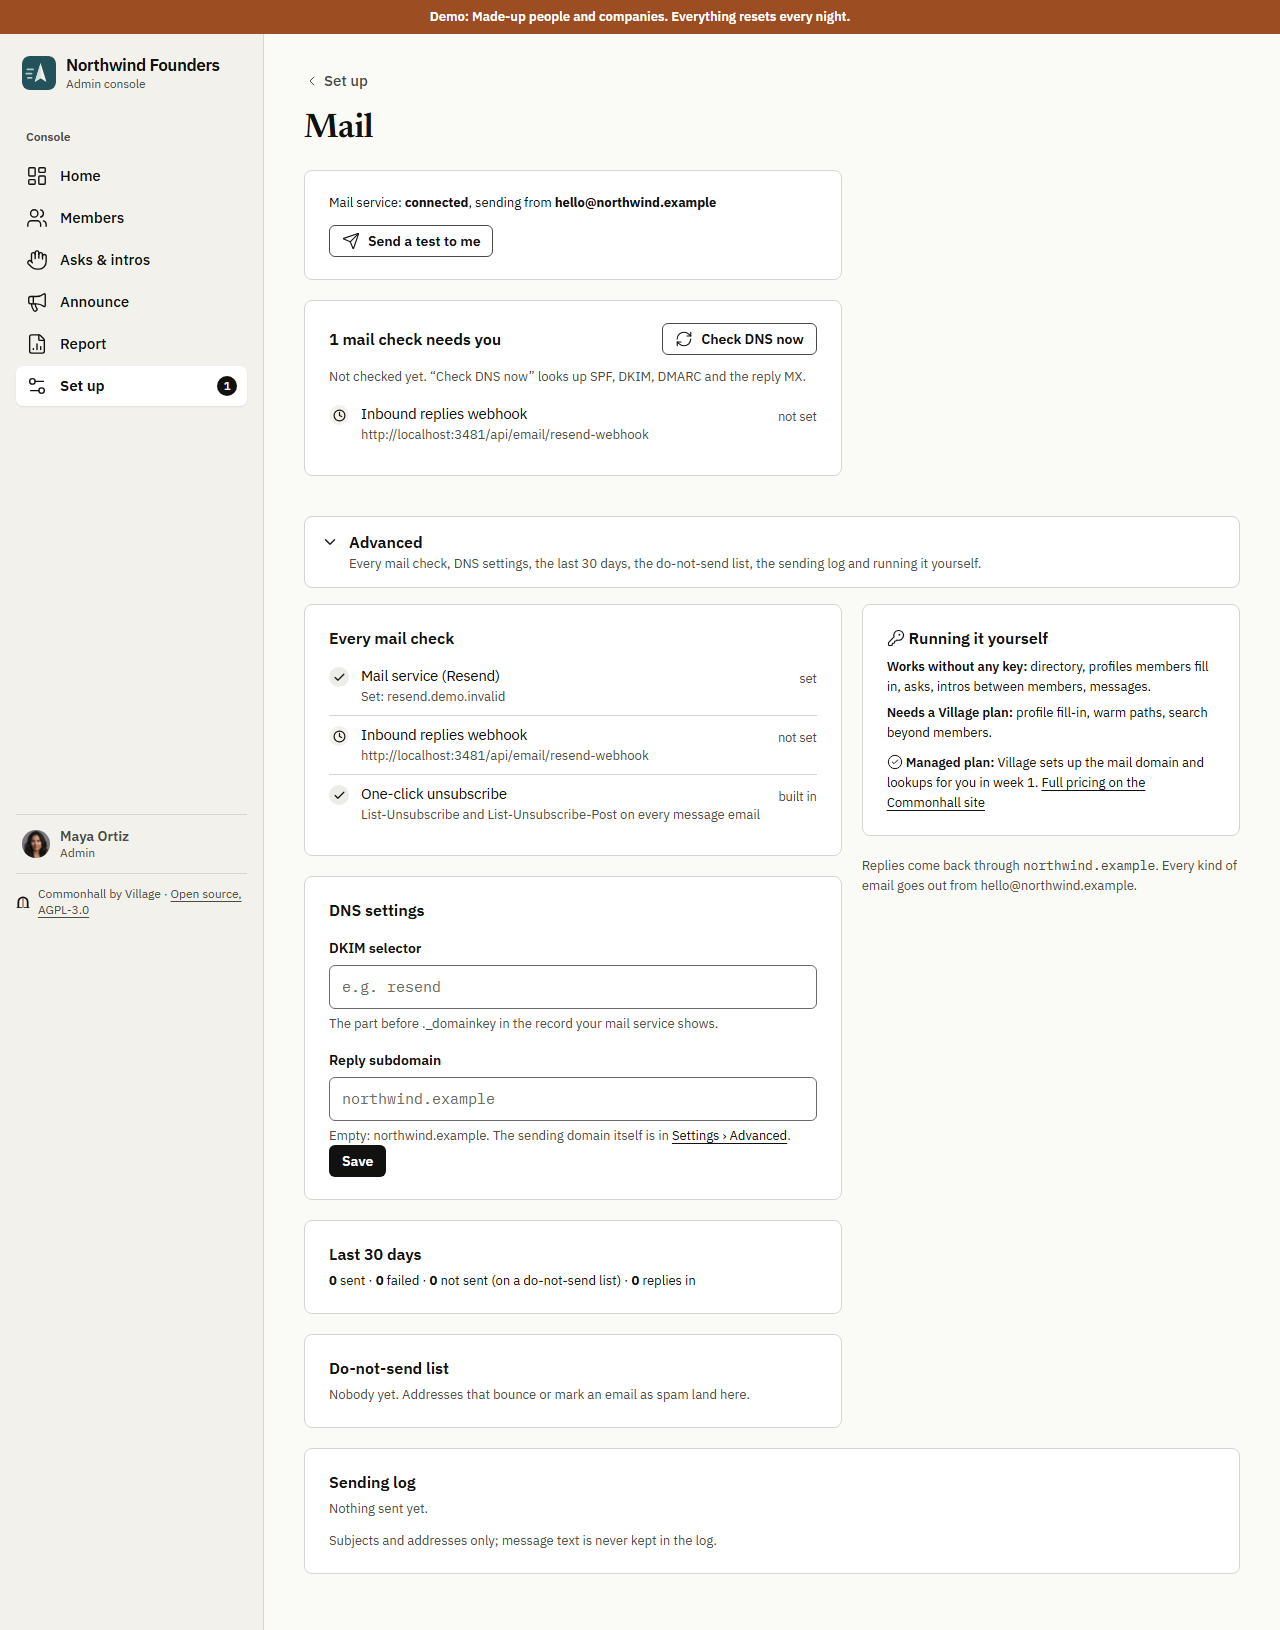 Demo: Made-up people and companies. Everything resets every night.
Northwind Founders
Admin console
Console
Home
Members
Asks & intros
Announce
Report
Set up
1
Maya Ortiz
Admin
Commonhall by Village · Open source,
AGPL-3.0
Set up
Mail
Mail service: connected, sending from hello@northwind.example
Send a test to me
1 mail check needs you
Check DNS now
Not checked yet. “Check DNS now” looks up SPF, DKIM, DMARC and the reply MX.
Inbound replies webhook
not set
http://localhost:3481/api/email/resend-webhook
Advanced
Every mail check, DNS settings, the last 30 days, the do-not-send list, the sending log and running it yourself.
Every mail check
Mail service (Resend)
set
Set: resend.demo.invalid
Inbound replies webhook
not set
http://localhost:3481/api/email/resend-webhook
One-click unsubscribe
built in
List-Unsubscribe and List-Unsubscribe-Post on every message email
DNS settings
DKIM selector
e.g. resend
The part before ._domainkey in the record your mail service shows.
Reply subdomain
northwind.example
Empty: northwind.example. The sending domain itself is in Settings › Advanced.
Save
Last 30 days
0 sent · 0 failed · 0 not sent (on a do-not-send list) · 0 replies in
Do-not-send list
Nobody yet. Addresses that bounce or mark an email as spam land here.
Running it yourself
Works without any key: directory, profiles members fill
in, asks, intros between members, messages.
Needs a Village plan: profile fill-in, warm paths, search
beyond members.
Managed plan: Village sets up the mail domain and
lookups for you in week 1. Full pricing on the
Commonhall site
Replies come back through northwind.example. Every kind of
email goes out from hello@northwind.example.
Sending log
Nothing sent yet.
Subjects and addresses only; message text is never kept in the log.